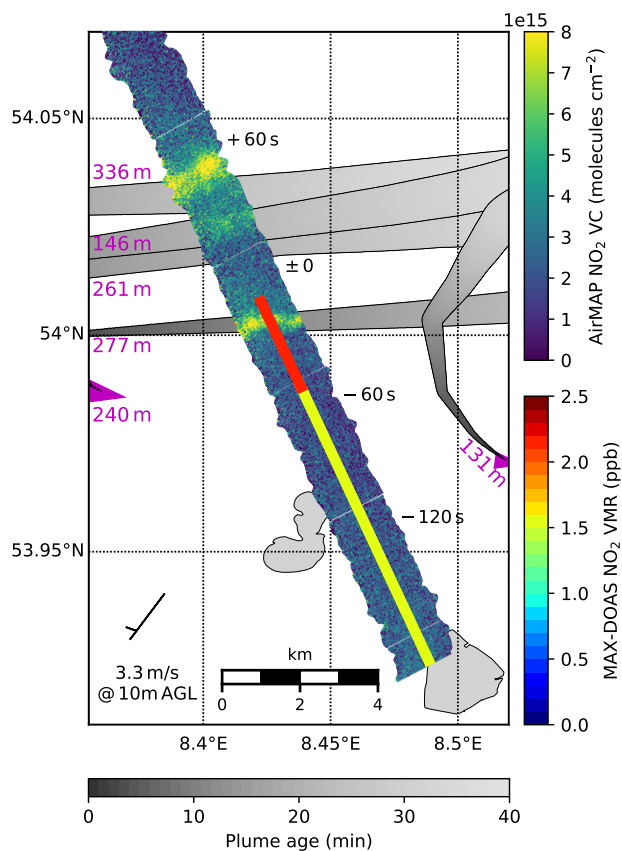 1e15
54.05°N
54°N
53.95°N
8.4°E
8.45°E
8.5°E
336 m
146 m
261 m
277 m
240 m
131 m
+60 s
±0
−60 s
−120 s
3.3 m/s
@ 10m AGL
km
0
2
4
8
7
6
5
4
3
2
1
0
AirMAP NO₂ VC (molecules cm⁻²)
2.5
2.0
1.5
1.0
0.5
0.0
MAX-DOAS NO₂ VMR (ppb)
0
10
20
30
40
Plume age (min)